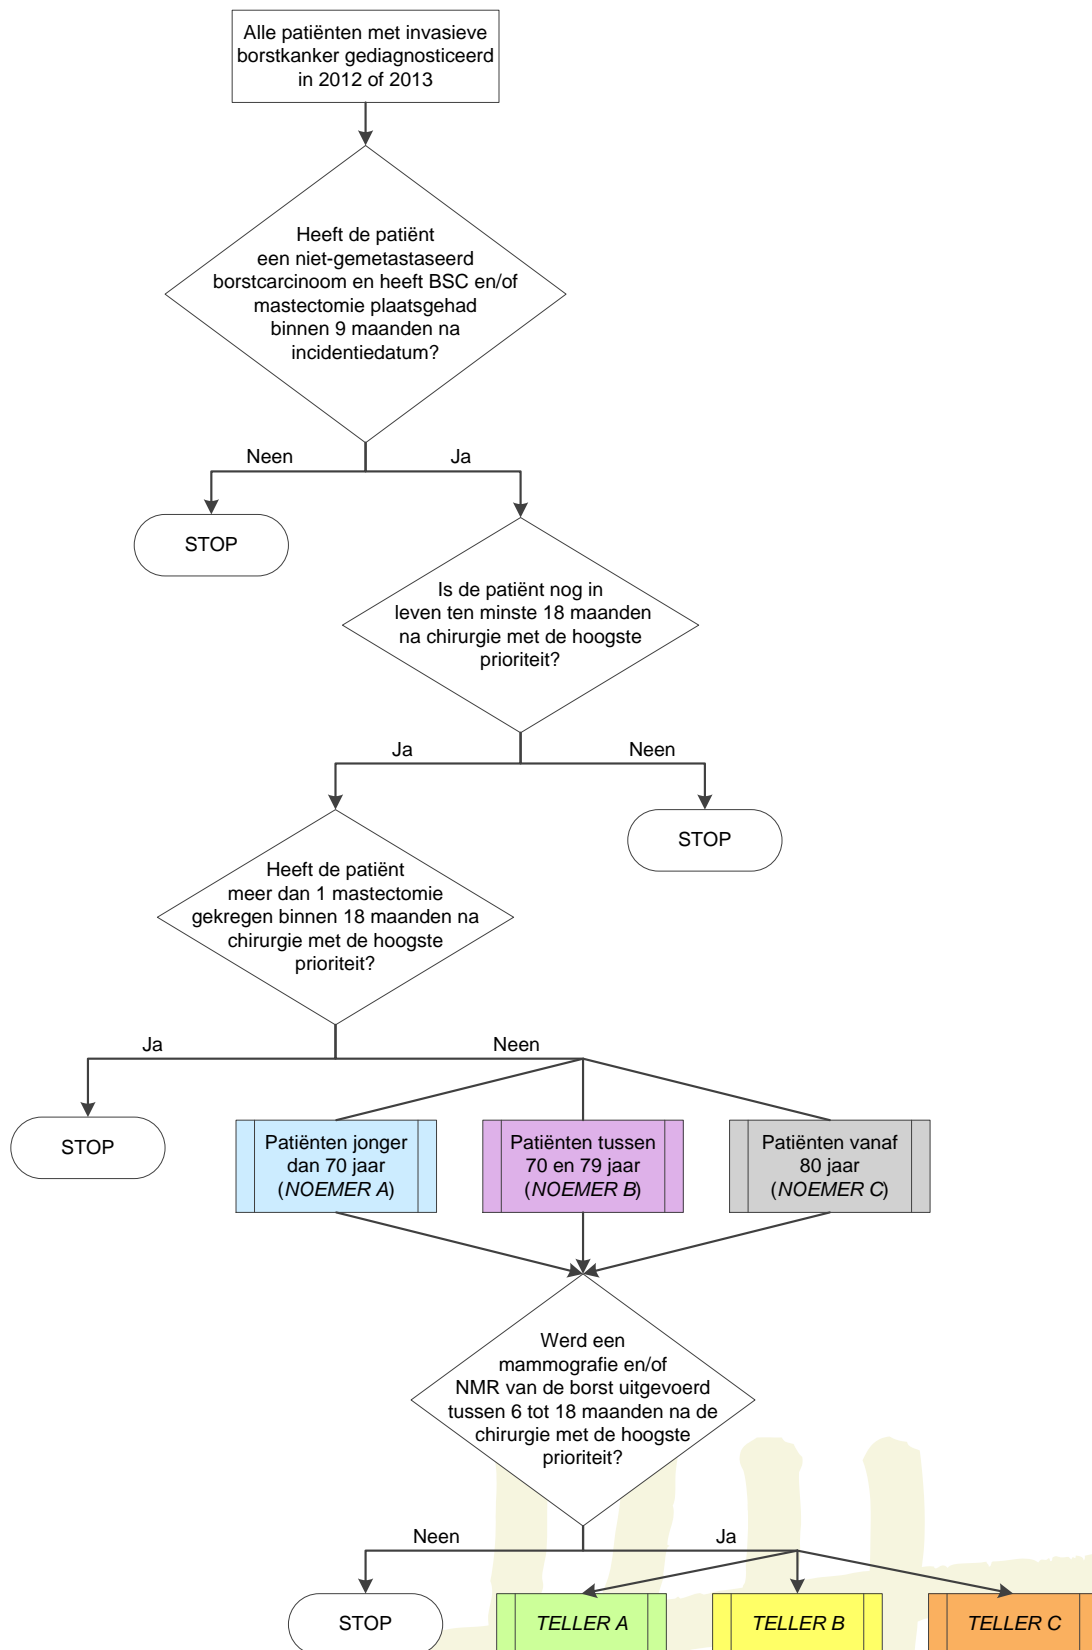 Alle patiënten met invasieve
borstkanker gediagnosticeerd
in 2012 of 2013
Heeft de patiënt
een niet-gemetastaseerd
borstcarcinoom en heeft BSC en/of
mastectomie plaatsgehad
binnen 9 maanden na
incidentiedatum?
Neen
Ja
STOP
Is de patiënt nog in
leven ten minste 18 maanden
na chirurgie met de hoogste
prioriteit?
Ja
Neen
STOP
Heeft de patiënt
meer dan 1 mastectomie
gekregen binnen 18 maanden na
chirurgie met de hoogste
prioriteit?
Ja
Neen
STOP
Patiënten jonger
dan 70 jaar
(NOEMER A)
Patiënten tussen
70 en 79 jaar
(NOEMER B)
Patiënten vanaf
80 jaar
(NOEMER C)
Werd een
mammografie en/of
NMR van de borst uitgevoerd
tussen 6 tot 18 maanden na de
chirurgie met de hoogste
prioriteit?
Neen
Ja
STOP
TELLER A
TELLER B
TELLER C